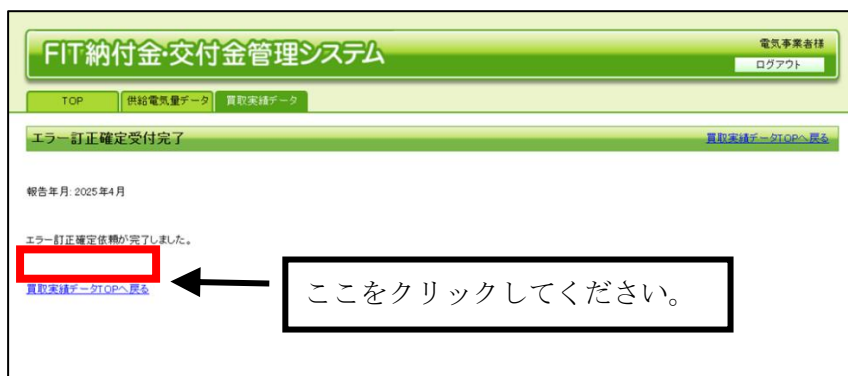 FIT納付金・交付金管理システム
電気事業者様
ログアウト
TOP
供給電気量データ
買取実績データ
エラー訂正確定受付完了
買取実績データTOPへ戻る
報告年月: 2025年4月
エラー訂正確定依頼が完了しました。
買取実績データTOPへ戻る
ここをクリックしてください。